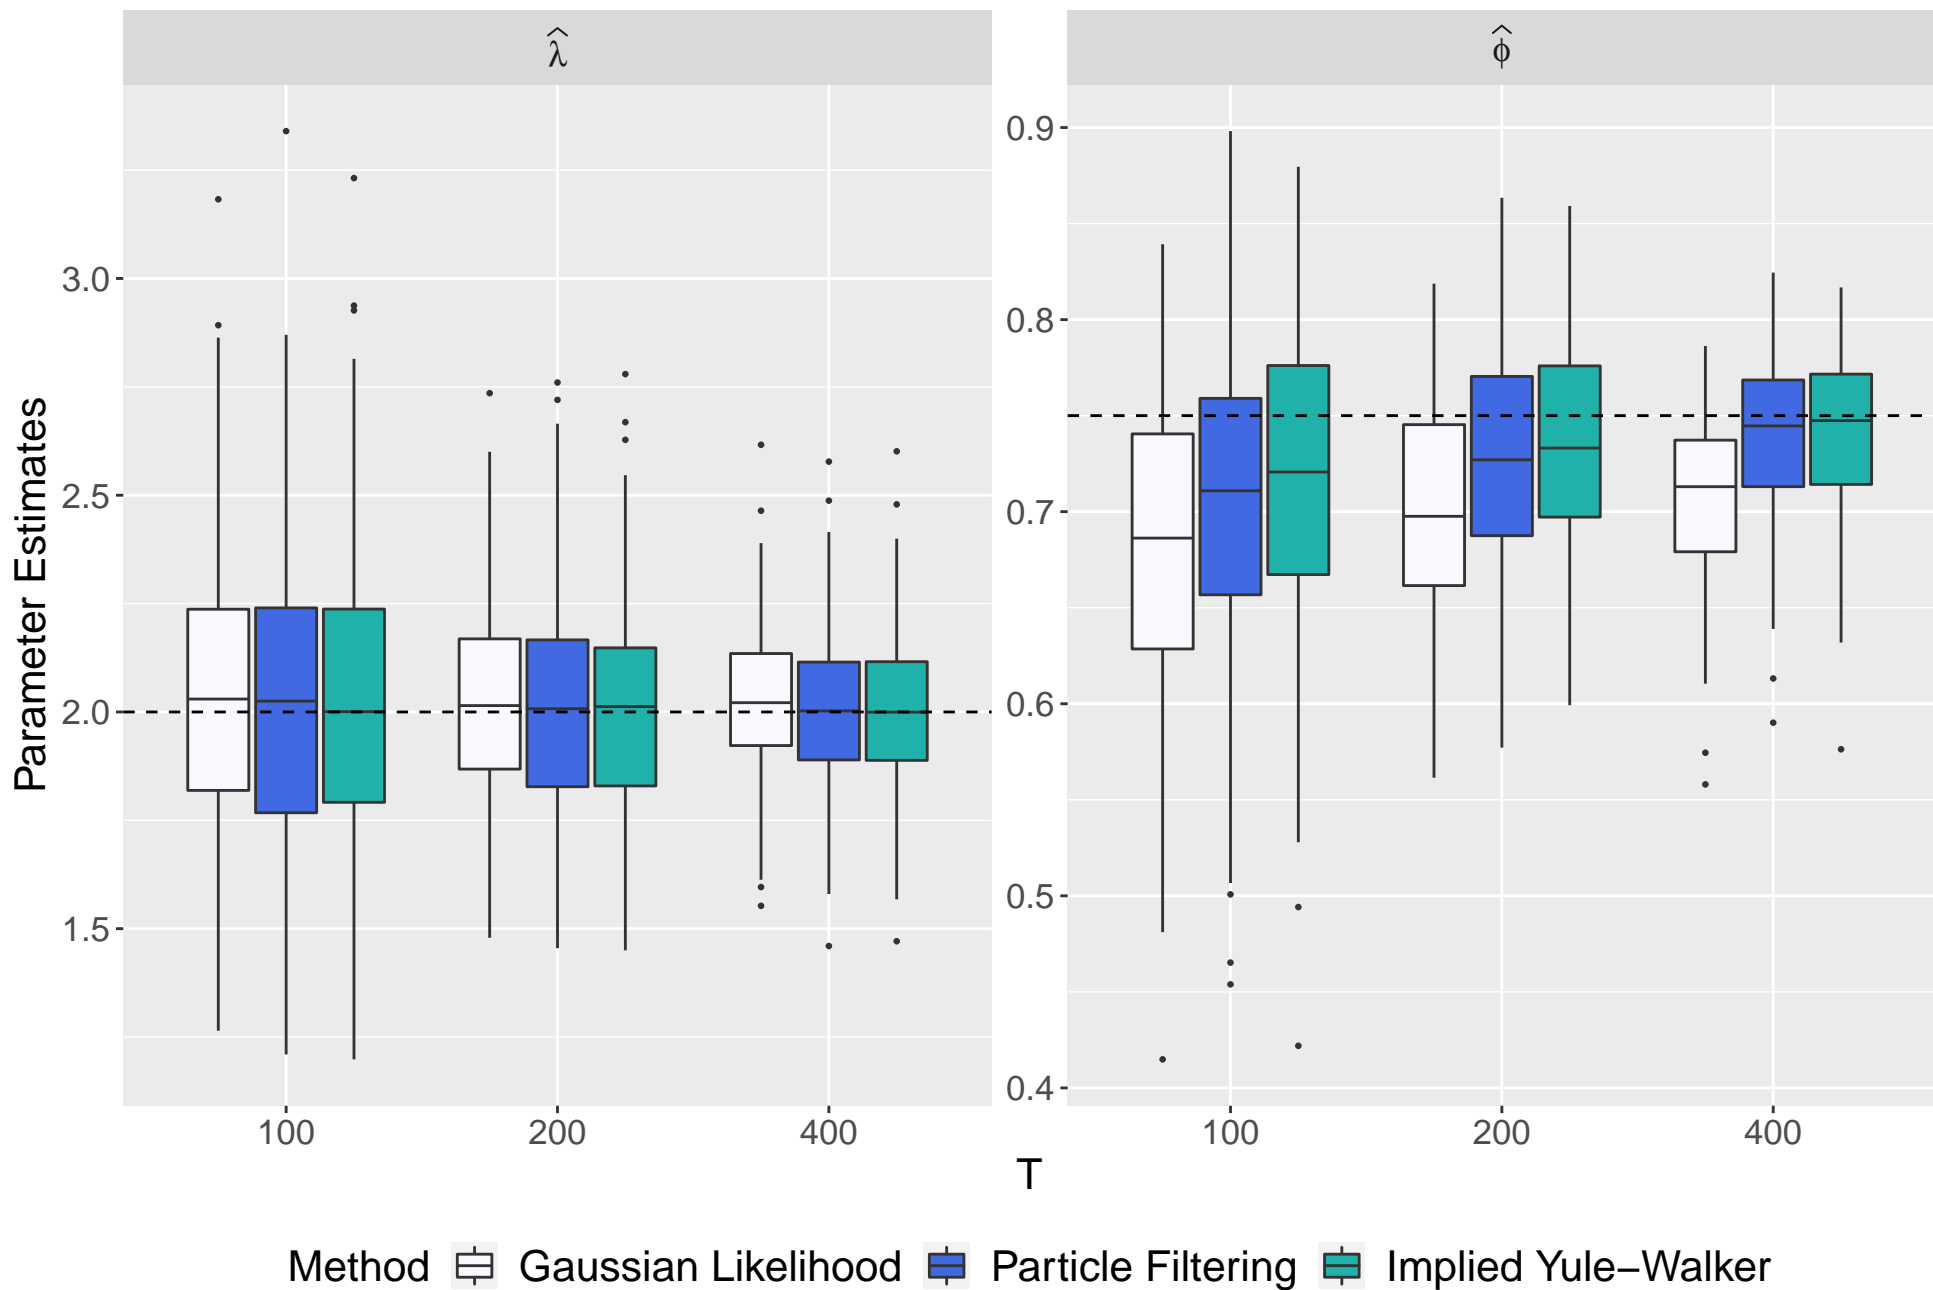 λ̂
ϕ̂
Parameter Estimates
3.0
2.5
2.0
1.5
0.9
0.8
0.7
0.6
0.5
0.4
100 200 400
100 200 400
T
Method Gaussian Likelihood Particle Filtering Implied Yule−Walker